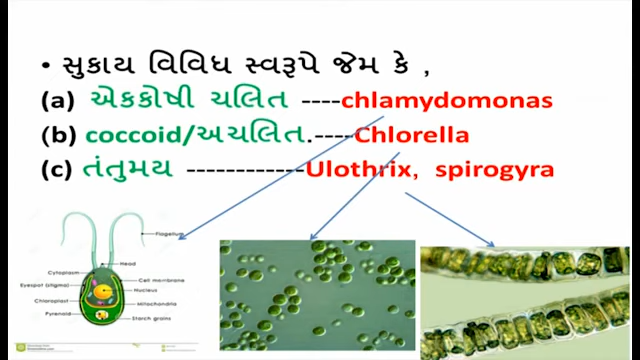 • સુકાય વિવિધ સ્વરૂપે જેમ કે ,
(a) એકકોષી ચલિત ----chlamydomonas
(b) coccoid/અચલિત.----Chlorella
(c) તંતુમય ------------Ulothrix, spirogyra
Flagellum
Head
Cytoplasm
Cell membrane
Eyespot (stigma)
Nucleus
Chloroplast
Mitochondria
Pyrenoid
Starch grains